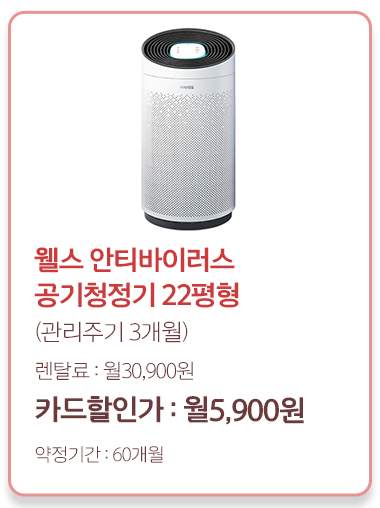 웰스 안티바이러스
공기청정기 22평형
(관리주기 3개월)
렌탈료 : 월30,900원
카드할인가 : 월5,900원
약정기간 : 60개월